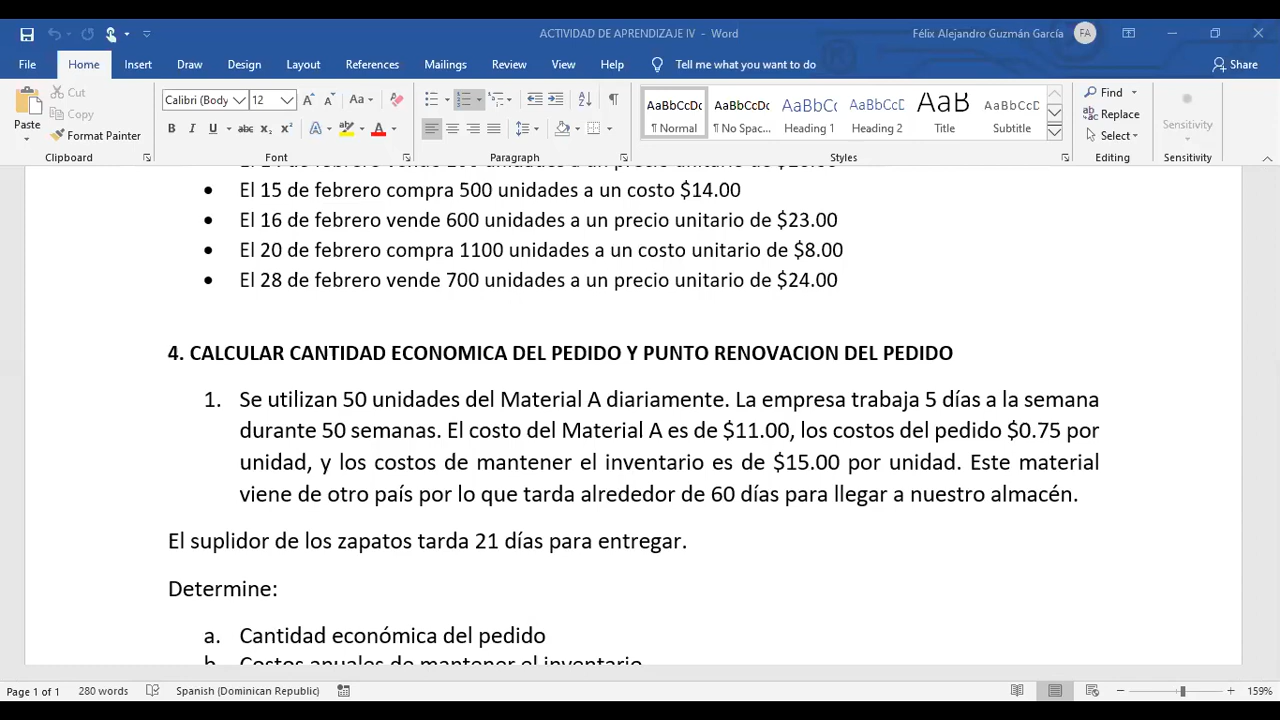 ACTIVIDAD DE APRENDIZAJE IV - Word
Félix Alejandro Guzmán García
FA
File Home Insert Draw Design Layout References Mailings Review View Help Tell me what you want to do Share
Paste
Cut
Copy
Format Painter
Clipboard
Calibri (Body 12
Font
Paragraph
AaBbCcDc AaBbCcDc AaBbCc AaBbCcD AaB AaBbCcD
¶ Normal ¶ No Spac... Heading 1 Heading 2 Title Subtitle
Styles
Find
Replace
Select
Editing
Sensitivity
Sensitivity
• El 15 de febrero compra 500 unidades a un costo $14.00
• El 16 de febrero vende 600 unidades a un precio unitario de $23.00
• El 20 de febrero compra 1100 unidades a un costo unitario de $8.00
• El 28 de febrero vende 700 unidades a un precio unitario de $24.00
4. CALCULAR CANTIDAD ECONOMICA DEL PEDIDO Y PUNTO RENOVACION DEL PEDIDO
1. Se utilizan 50 unidades del Material A diariamente. La empresa trabaja 5 días a la semana
durante 50 semanas. El costo del Material A es de $11.00, los costos del pedido $0.75 por
unidad, y los costos de mantener el inventario es de $15.00 por unidad. Este material
viene de otro país por lo que tarda alrededor de 60 días para llegar a nuestro almacén.
El suplidor de los zapatos tarda 21 días para entregar.
Determine:
a. Cantidad económica del pedido
b. Costos anuales de mantener el inventario
Page 1 of 1 280 words Spanish (Dominican Republic) 159%